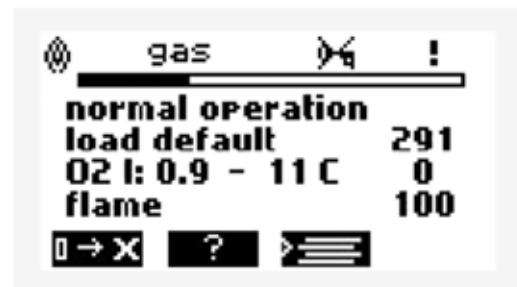 gas !
normal operation
load default 291
O2 I: 0.9 - 11 C 0
flame 100
→ X ?